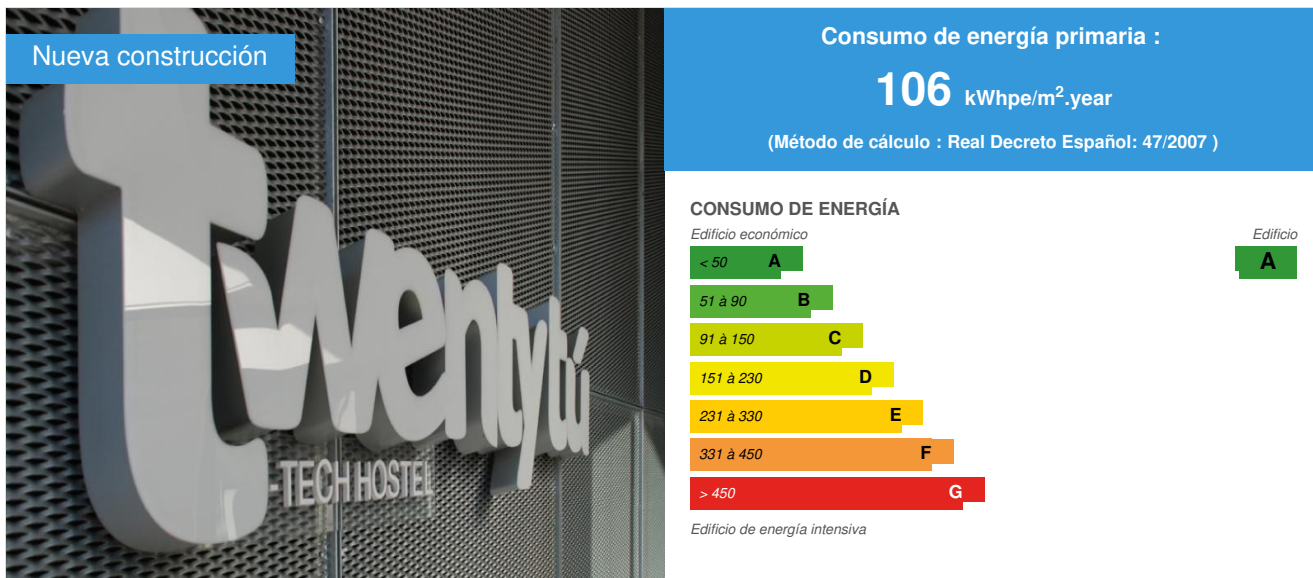 Nueva construcción
twentytú
-TECH HOSTEL
Consumo de energía primaria :
106 kWhpe/m².year
(Método de cálculo : Real Decreto Español: 47/2007 )
CONSUMO DE ENERGÍA
Edificio económico
Edificio
< 50 A
A
51 à 90 B
91 à 150 C
151 à 230 D
231 à 330 E
331 à 450 F
> 450 G
Edificio de energía intensiva